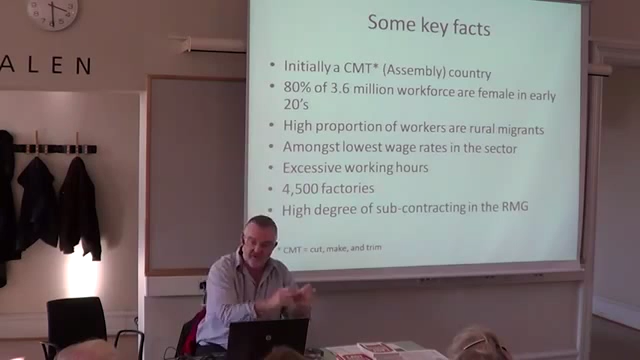 ALEN
Some key facts
• Initially a CMT* (Assembly) country
• 80% of 3.6 million workforce are female in early
20's
• High proportion of workers are rural migrants
• Amongst lowest wage rates in the sector
• Excessive working hours
• 4,500 factories
• High degree of sub-contracting in the RMG
* CMT = cut, make, and trim